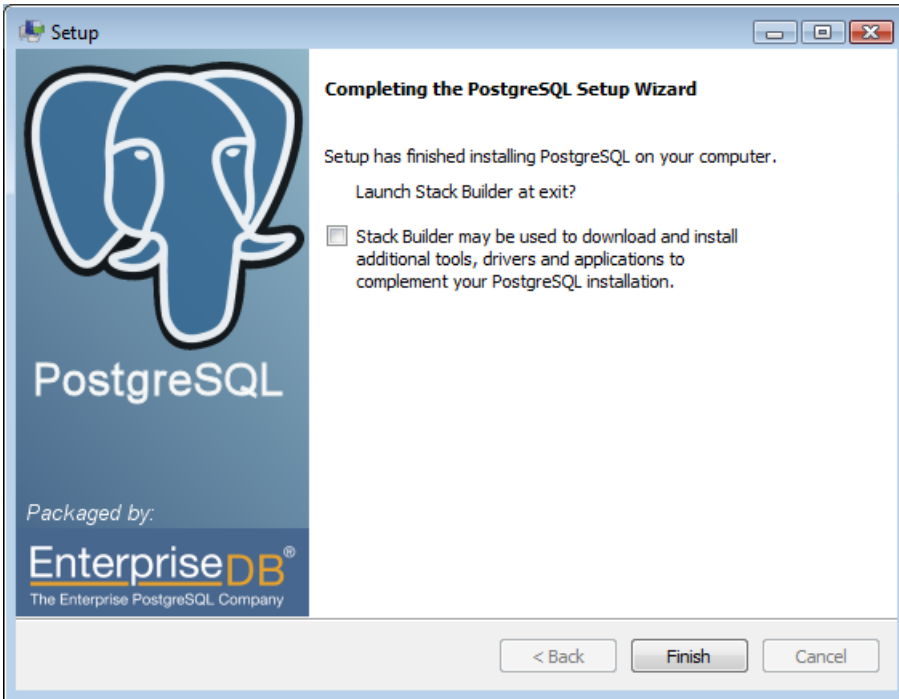 Setup
Completing the PostgreSQL Setup Wizard
Setup has finished installing PostgreSQL on your computer.
Launch Stack Builder at exit?
Stack Builder may be used to download and install
additional tools, drivers and applications to
complement your PostgreSQL installation.
PostgreSQL
Packaged by:
EnterpriseDB®
The Enterprise PostgreSQL Company
< Back
Finish
Cancel